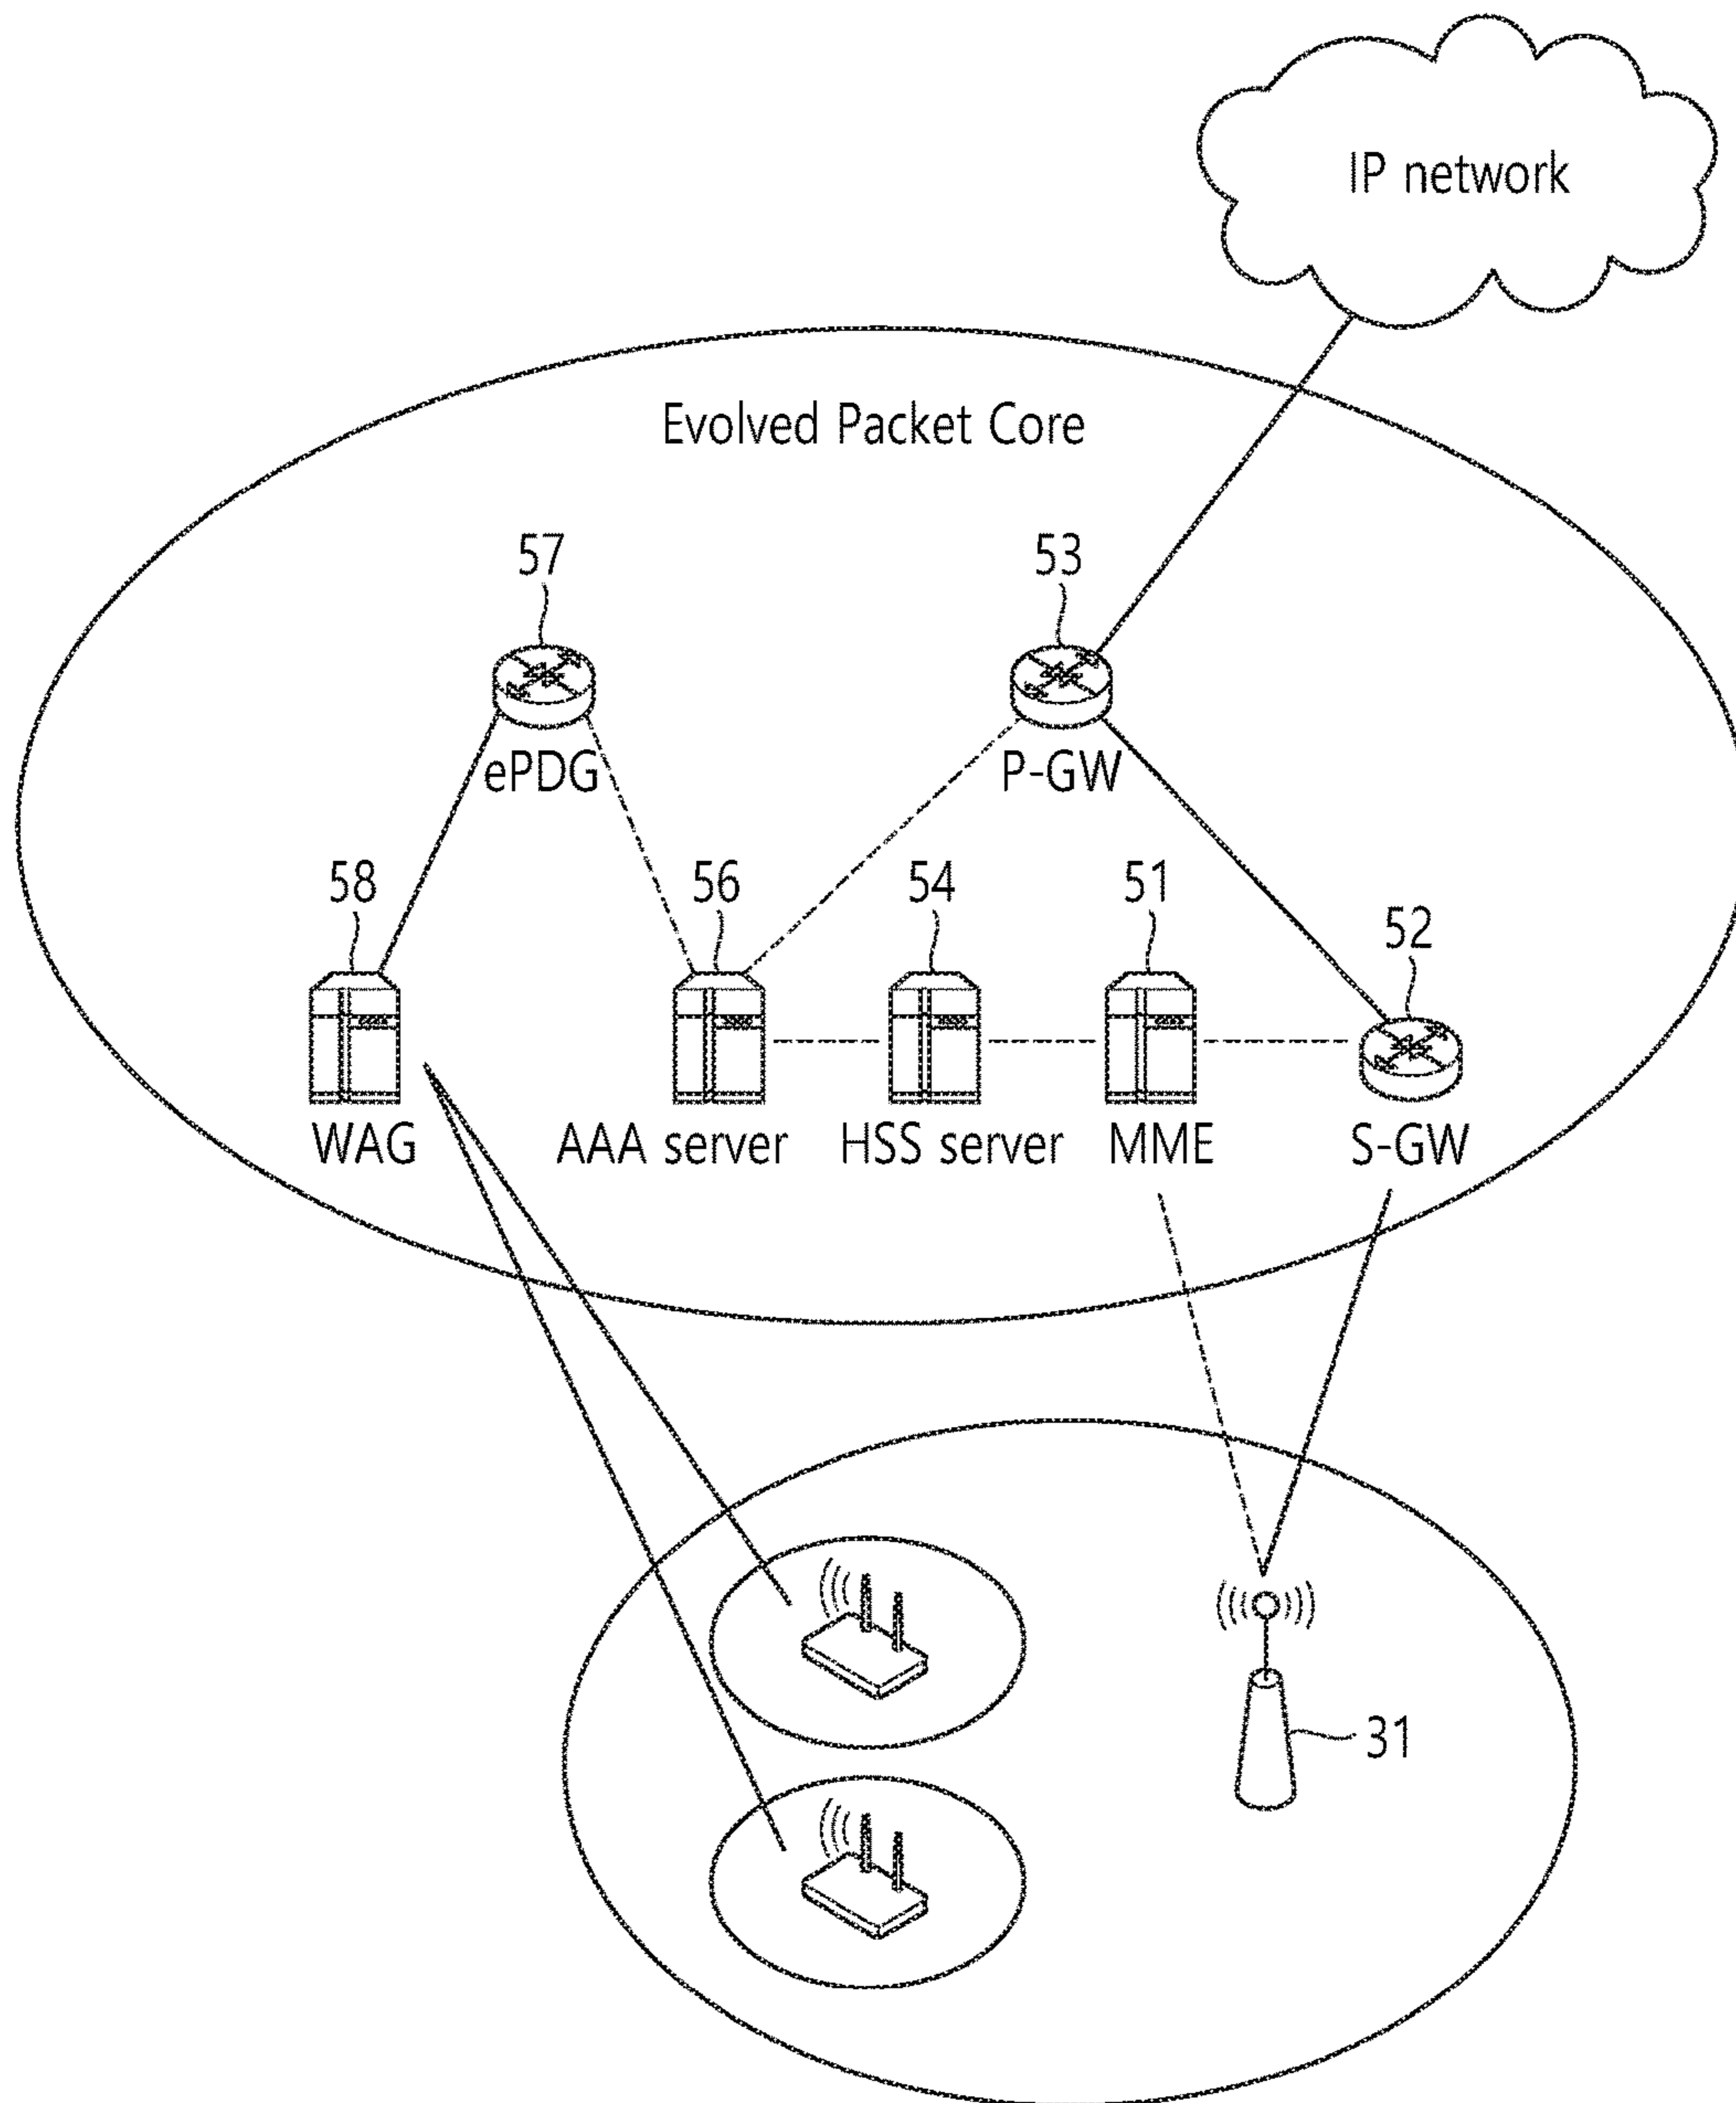 IP network
Evolved Packet Core
57
53
ePDG
P-GW
58
56
54
51
52
WAG
AAA server
HSS server
MME
S-GW
31